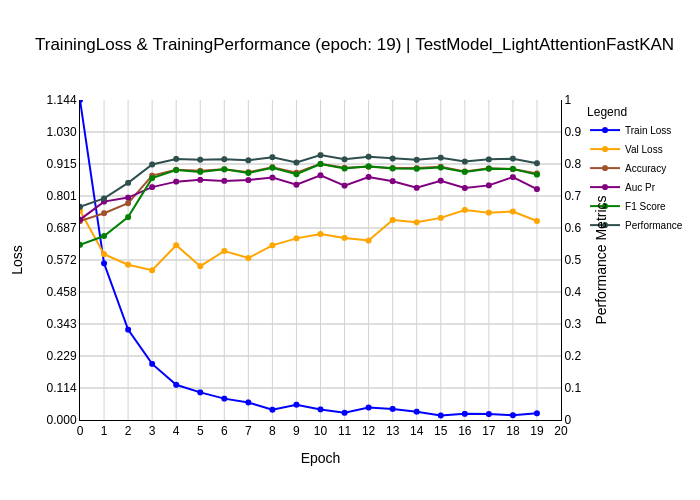 TrainingLoss & TrainingPerformance (epoch: 19) | TestModel_LightAttentionFastKAN
Legend
Train Loss
Val Loss
Accuracy
Auc Pr
F1 Score
Performance
Loss
1.144
1.030
0.915
0.801
0.687
0.572
0.458
0.343
0.229
0.114
0.000
Performance Metrics
1
0.9
0.8
0.7
0.6
0.5
0.4
0.3
0.2
0.1
0
0 1 2 3 4 5 6 7 8 9 10 11 12 13 14 15 16 17 18 19 20
Epoch